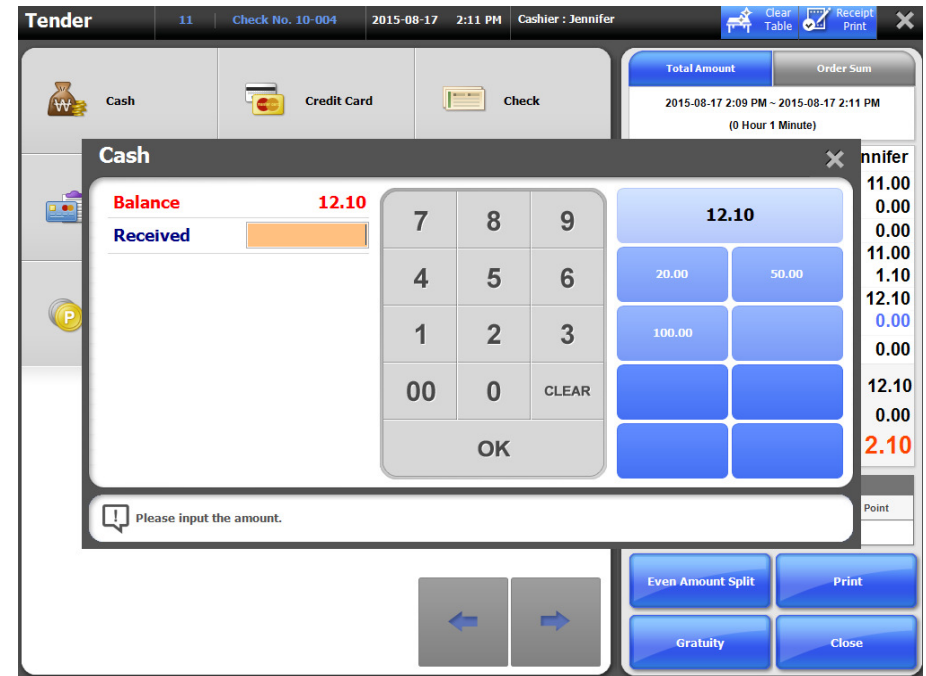 Tender 11 Check No. 10-004 2015-08-17 2:11 PM Cashier : Jennifer Clear Table Receipt Print
Cash Credit Card Check
Total Amount Order Sum
2015-08-17 2:09 PM ~ 2015-08-17 2:11 PM
(0 Hour 1 Minute)
Cash
Balance 12.10
Received
7 8 9
4 5 6
1 2 3
00 0 CLEAR
OK
12.10
20.00 50.00
100.00
Please input the amount.
nnifer
11.00
0.00
0.00
11.00
1.10
12.10
0.00
0.00
12.10
0.00
2.10
Point
Even Amount Split Print
Gratuity Close